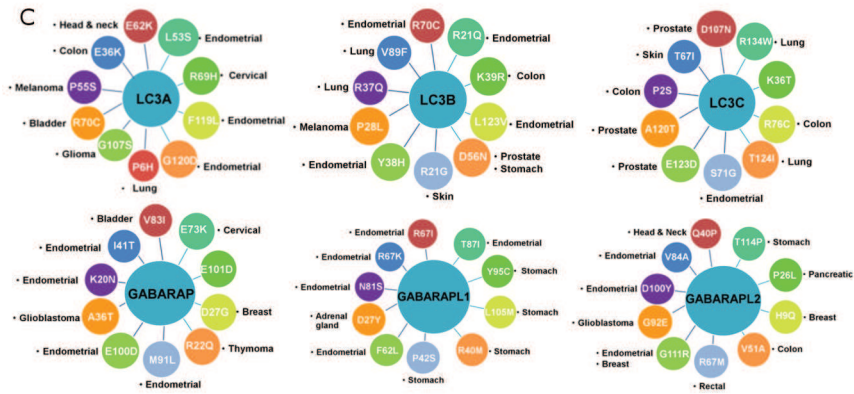 C
• Head & neck
E62K
L53S
• Endometrial
• Colon
E36K
R69H
• Cervical
• Melanoma
P55S
LC3A
F119L
• Endometrial
• Bladder
R70C
G120D
• Endometrial
• Glioma
G107S
P6H
• Lung
• Endometrial
R70C
R21Q
• Endometrial
• Lung
V89F
K39R
• Colon
• Lung
R37Q
LC3B
L123V
• Endometrial
• Melanoma
P28L
D56N
• Prostate
• Stomach
• Endometrial
Y38H
R21G
• Skin
• Prostate
D107N
R134W
• Lung
• Skin
T67I
K36T
• Colon
P2S
LC3C
R76C
• Colon
• Prostate
A120T
T124I
• Lung
• Prostate
E123D
S71G
• Endometrial
• Bladder
V83I
E73K
• Cervical
• Endometrial
I41T
E101D
• Endometrial
K20N
GABARAP
D27G
• Breast
• Glioblastoma
A36T
R22Q
• Thymoma
• Endometrial
E100D
M91L
• Endometrial
• Endometrial
R67I
T87I
• Endometrial
• Endometrial
R67K
Y95C
• Stomach
• Endometrial
N81S
GABARAPL1
L105M
• Stomach
• Adrenal
gland
D27Y
R40M
• Stomach
• Endometrial
F62L
P42S
• Stomach
• Head & Neck
Q40P
T114P
• Stomach
• Endometrial
V84A
P26L
• Pancreatic
• Endometrial
D100Y
GABARAPL2
H9Q
• Breast
• Glioblastoma
G92E
V51A
• Colon
• Endometrial
• Breast
G111R
R67M
• Rectal